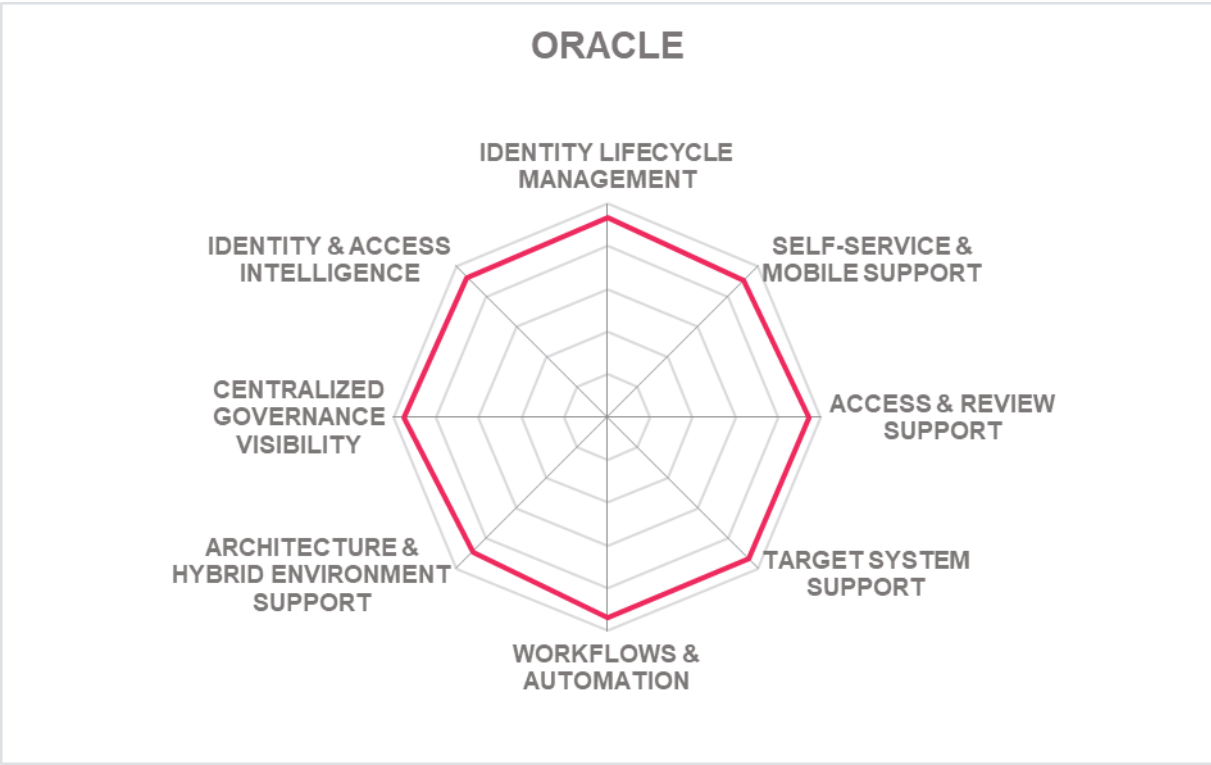 ORACLE
IDENTITY LIFECYCLE
MANAGEMENT
SELF-SERVICE &
MOBILE SUPPORT
ACCESS & REVIEW
SUPPORT
TARGET SYSTEM
SUPPORT
WORKFLOWS &
AUTOMATION
ARCHITECTURE &
HYBRID ENVIRONMENT
SUPPORT
CENTRALIZED
GOVERNANCE
VISIBILITY
IDENTITY & ACCESS
INTELLIGENCE